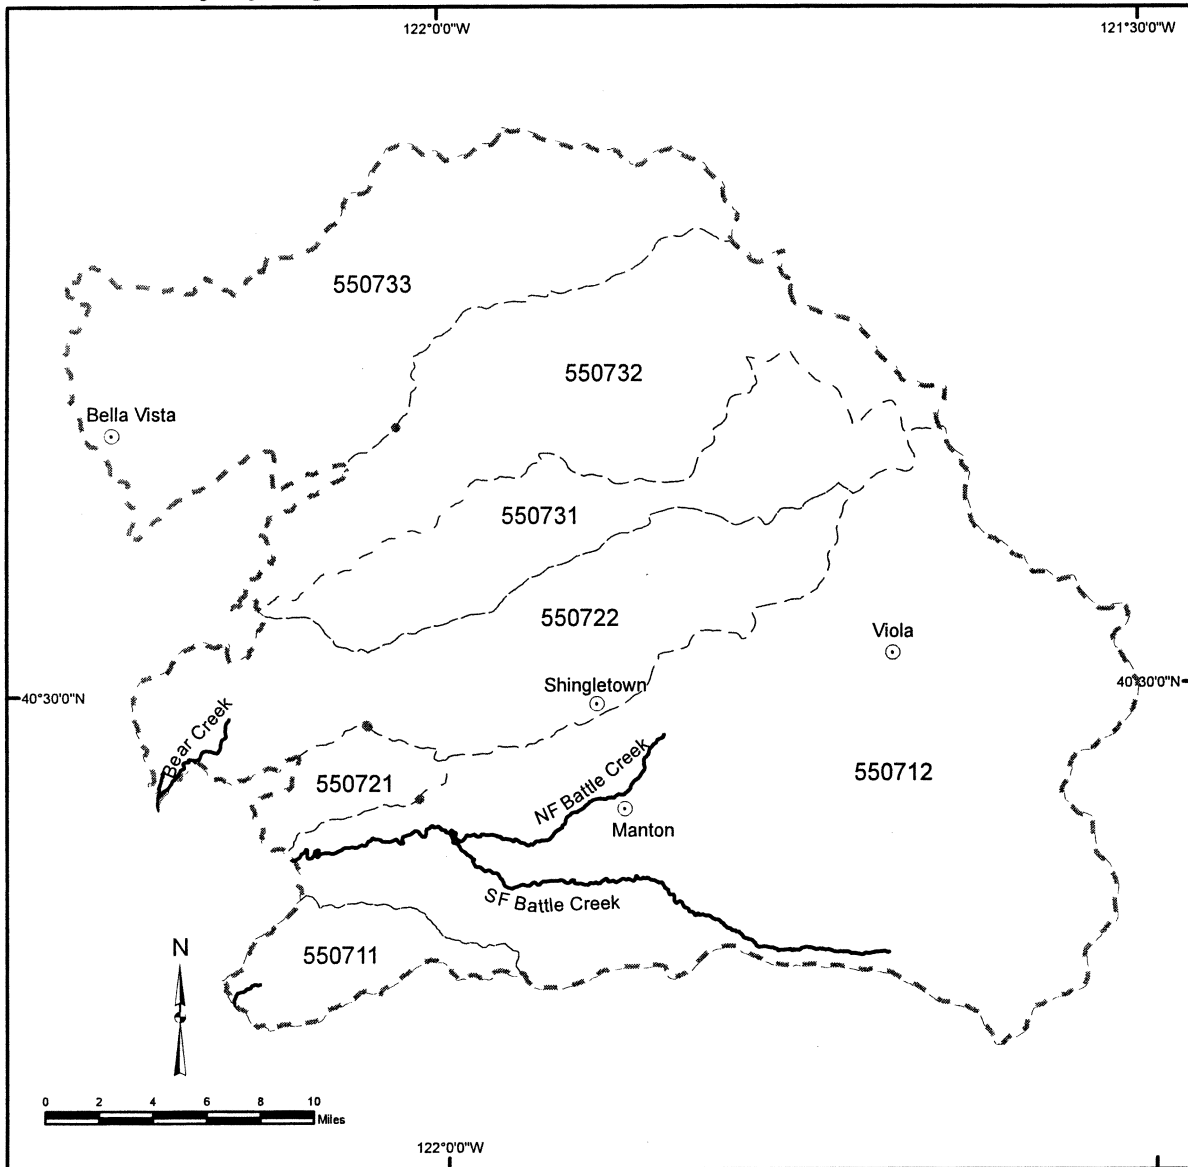 122°0'0"W
121°30'0"W
550733
550732
Bella Vista
550731
550722
Viola
Shingletown
40°30'0"N
40°30'0"N
Bear Creek
NF Battle Creek
550721
550712
Manton
SF Battle Creek
550711
N
0 2 4 6 8 10
Miles
122°0'0"W